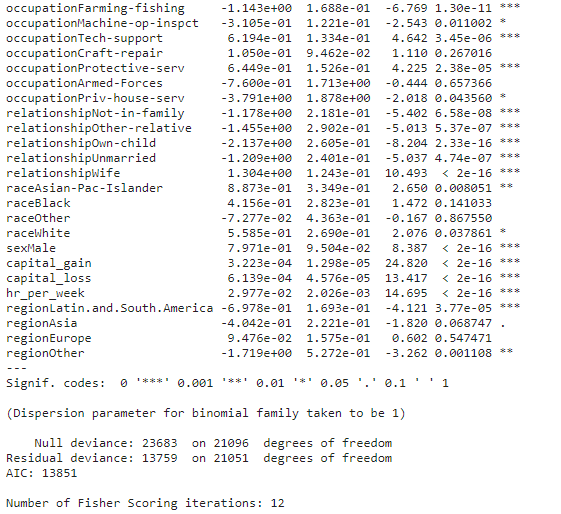 occupationFarming-fishing     -1.143e+00  1.688e-01  -6.769 1.30e-11 ***
occupationMachine-op-inspct   -3.105e-01  1.221e-01  -2.543 0.011002 *
occupationTech-support         6.194e-01  1.334e-01   4.642 3.45e-06 ***
occupationCraft-repair         1.050e-01  9.462e-02   1.110 0.267016
occupationProtective-serv      6.449e-01  1.526e-01   4.225 2.38e-05 ***
occupationArmed-Forces        -7.600e-01  1.713e+00  -0.444 0.657366
occupationPriv-house-serv     -3.791e+00  1.878e+00  -2.018 0.043560 *
relationshipNot-in-family     -1.178e+00  2.181e-01  -5.402 6.58e-08 ***
relationshipOther-relative    -1.455e+00  2.902e-01  -5.013 5.37e-07 ***
relationshipOwn-child         -2.137e+00  2.605e-01  -8.204 2.33e-16 ***
relationshipUnmarried         -1.209e+00  2.401e-01  -5.037 4.74e-07 ***
relationshipWife               1.304e+00  1.243e-01  10.493  < 2e-16 ***
raceAsian-Pac-Islander         8.873e-01  3.349e-01   2.650 0.008051 **
raceBlack                      4.156e-01  2.823e-01   1.472 0.141033
raceOther                     -7.277e-02  4.363e-01  -0.167 0.867550
raceWhite                      5.585e-01  2.690e-01   2.076 0.037861 *
sexMale                        7.971e-01  9.504e-02   8.387  < 2e-16 ***
capital_gain                   3.223e-04  1.298e-05  24.820  < 2e-16 ***
capital_loss                   6.139e-04  4.576e-05  13.417  < 2e-16 ***
hr_per_week                    2.977e-02  2.026e-03  14.695  < 2e-16 ***
regionLatin.and.South.America -6.978e-01  1.693e-01  -4.121 3.77e-05 ***
regionAsia                    -4.042e-01  2.221e-01  -1.820 0.068747 .
regionEurope                   9.476e-02  1.575e-01   0.602 0.547471
regionOther                   -1.719e+00  5.272e-01  -3.262 0.001108 **
---
Signif. codes:  0 '***' 0.001 '**' 0.01 '*' 0.05 '.' 0.1 ' ' 1
(Dispersion parameter for binomial family taken to be 1)
Null deviance: 23683  on 21096  degrees of freedom
Residual deviance: 13759  on 21051  degrees of freedom
AIC: 13851
Number of Fisher Scoring iterations: 12